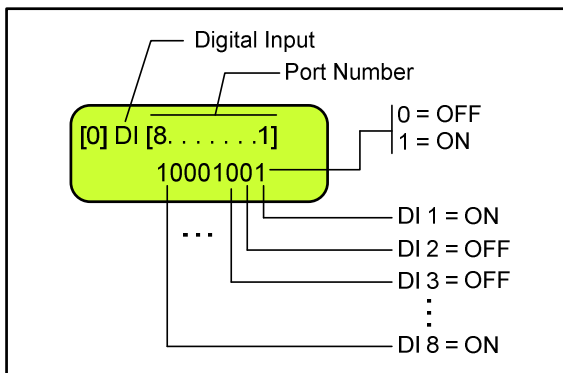 Digital Input
Port Number
0 = OFF
1 = ON
[0] DI [8. . . . . . .1]
10001001
DI 1 = ON
DI 2 = OFF
DI 3 = OFF
DI 8 = ON